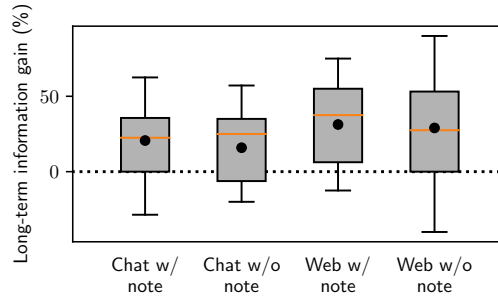 Long-term information gain (%)
50
0
Chat w/
note
Chat w/o
note
Web w/
note
Web w/o
note